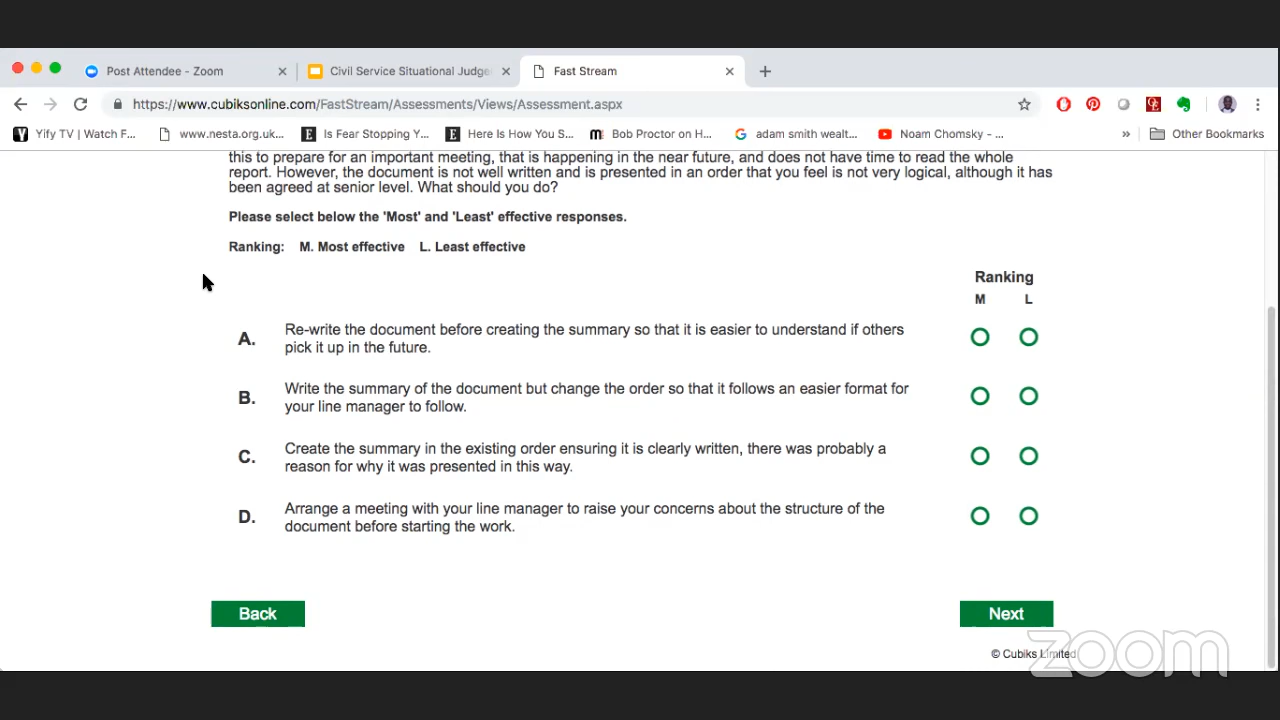 Post Attendee - Zoom
Civil Service Situational Judge
Fast Stream
https://www.cubiksonline.com/FastStream/Assessments/Views/Assessment.aspx
Yify TV | Watch F...
www.nesta.org.uk...
Is Fear Stopping Y...
Here Is How You S...
Bob Proctor on H...
adam smith wealt...
Noam Chomsky - ...
»
Other Bookmarks
this to prepare for an important meeting, that is happening in the near future, and does not have time to read the whole
report. However, the document is not well written and is presented in an order that you feel is not very logical, although it has
been agreed at senior level. What should you do?
Please select below the 'Most' and 'Least' effective responses.
Ranking: M. Most effective L. Least effective
Ranking
M L
A. Re-write the document before creating the summary so that it is easier to understand if others
pick it up in the future.
B. Write the summary of the document but change the order so that it follows an easier format for
your line manager to follow.
C. Create the summary in the existing order ensuring it is clearly written, there was probably a
reason for why it was presented in this way.
D. Arrange a meeting with your line manager to raise your concerns about the structure of the
document before starting the work.
Back
Next
© Cubiks Limited
zoom